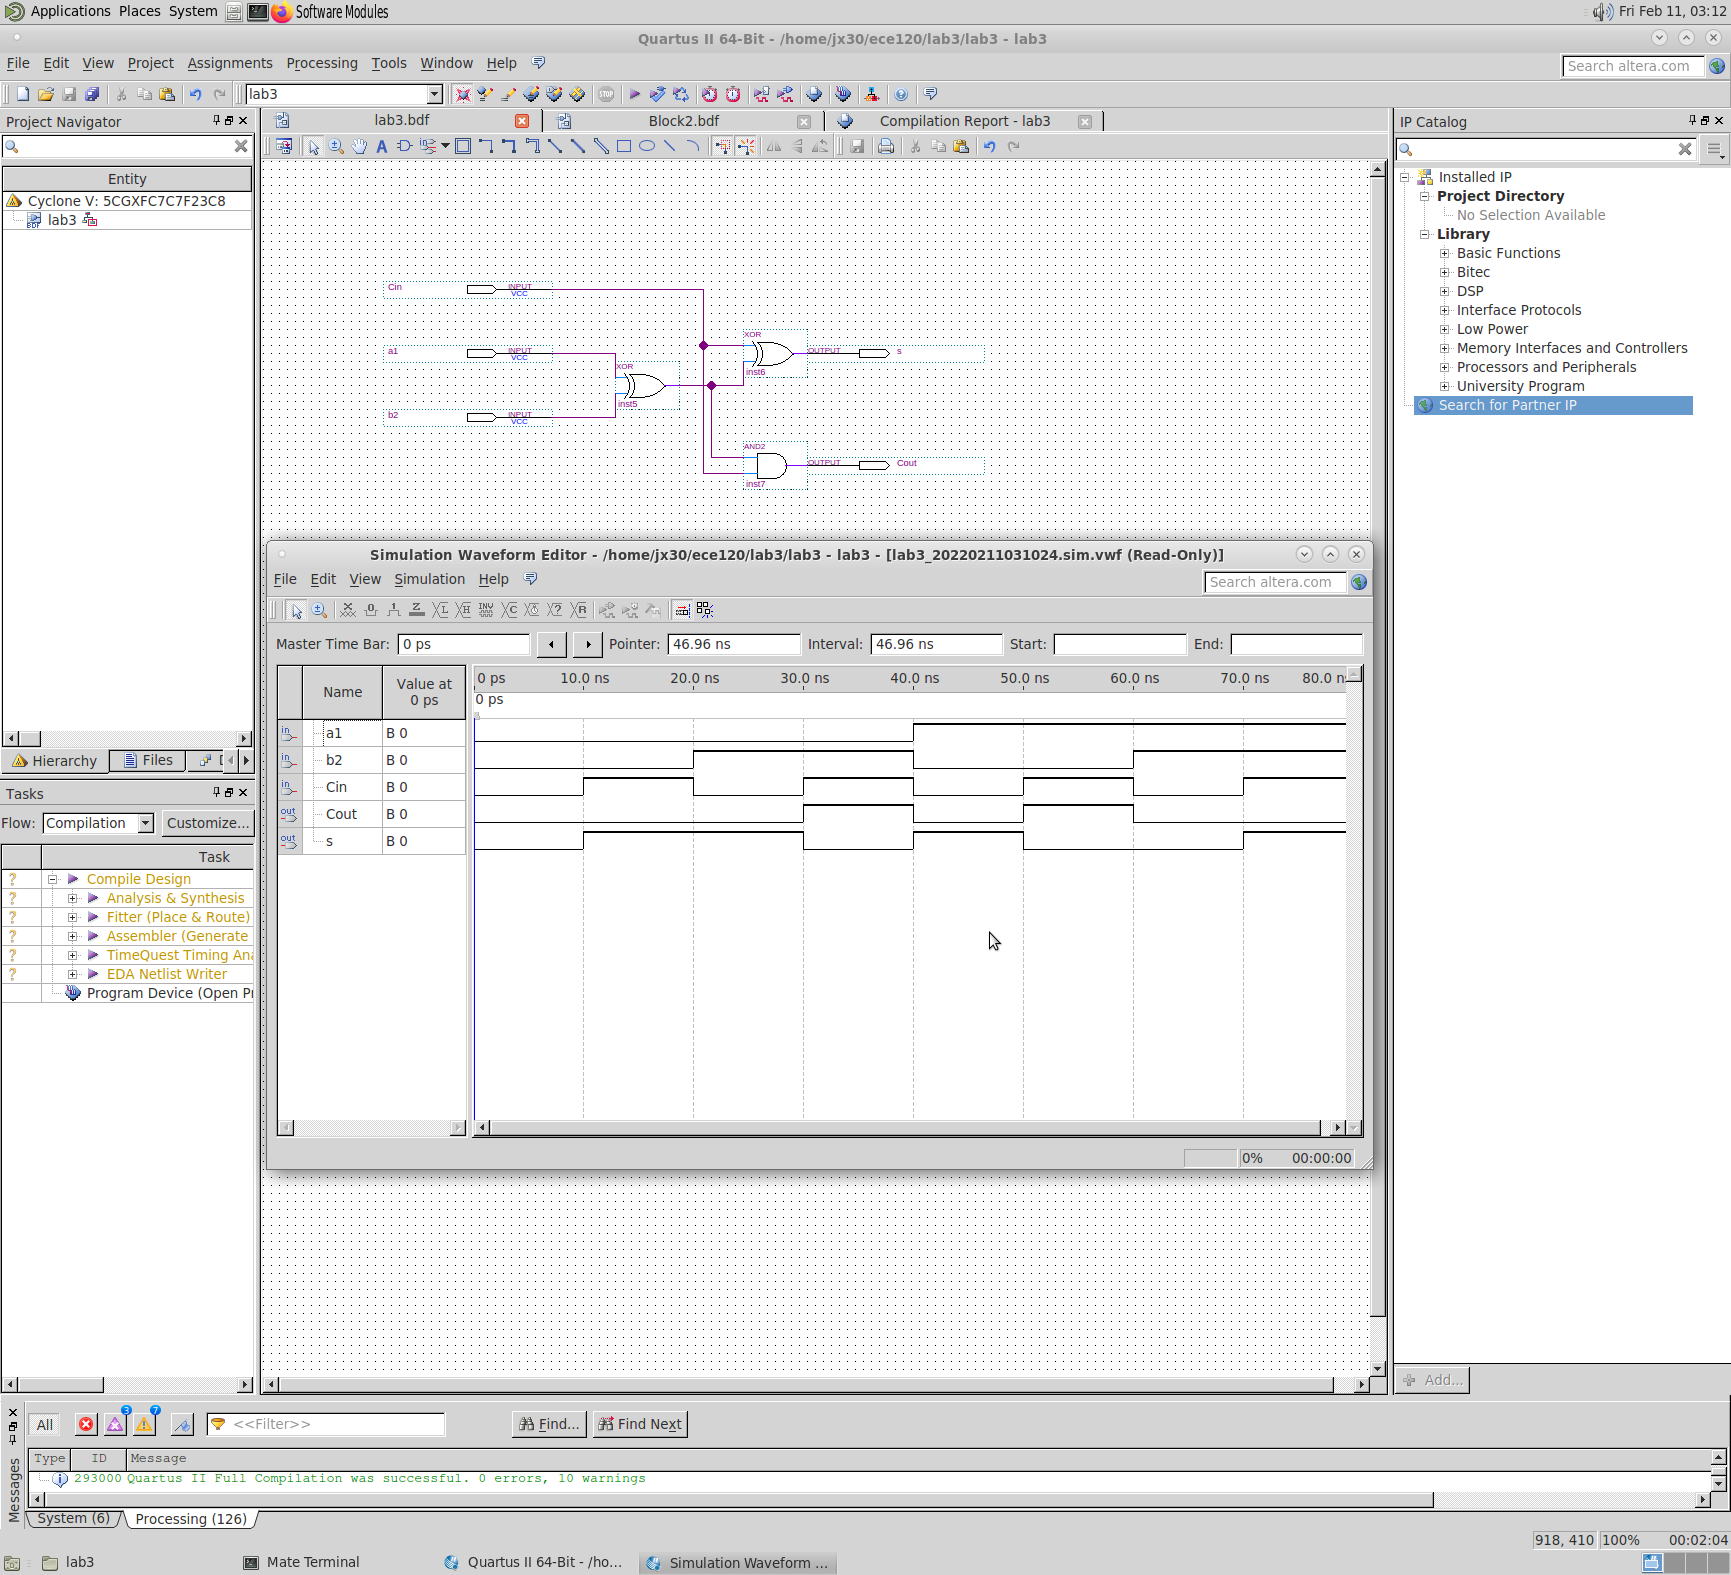 Applications Places System Software Modules Fri Feb 11, 03:12
Quartus II 64-Bit - /home/jx30/ece120/lab3/lab3 - lab3
File Edit View Project Assignments Processing Tools Window Help Search altera.com
lab3
Project Navigator
Entity
Cyclone V: 5CGXFC7C7F23C8
lab3
Hierarchy Files
Tasks
Flow: Compilation Customize...
Task
Compile Design
Analysis & Synthesis
Fitter (Place & Route)
Assembler (Generate
TimeQuest Timing Ana
EDA Netlist Writer
Program Device (Open Pr
lab3.bdf Block2.bdf Compilation Report - lab3
Cin INPUT
VCC
a1 INPUT
VCC
b2 INPUT
VCC
XOR
inst5
XOR
inst6
OUTPUT s
AND2
inst7
OUTPUT Cout
Simulation Waveform Editor - /home/jx30/ece120/lab3/lab3 - lab3 - [lab3_20220211031024.sim.vwf (Read-Only)]
File Edit View Simulation Help Search altera.com
Master Time Bar: 0 ps Pointer: 46.96 ns Interval: 46.96 ns Start: End:
Name Value at
0 ps
0 ps 10.0 ns 20.0 ns 30.0 ns 40.0 ns 50.0 ns 60.0 ns 70.0 ns 80.0 n
0 ps
in a1 B 0
in b2 B 0
in Cin B 0
out Cout B 0
out s B 0
0% 00:00:00
IP Catalog
Installed IP
Project Directory
No Selection Available
Library
Basic Functions
Bitec
DSP
Interface Protocols
Low Power
Memory Interfaces and Controllers
Processors and Peripherals
University Program
Search for Partner IP
Add...
Messages
All 3 7 <<Filter>> Find... Find Next
Type ID Message
293000 Quartus II Full Compilation was successful. 0 errors, 10 warnings
System (6) Processing (126)
918, 410 100% 00:02:04
lab3 Mate Terminal Quartus II 64-Bit - /ho... Simulation Waveform ...